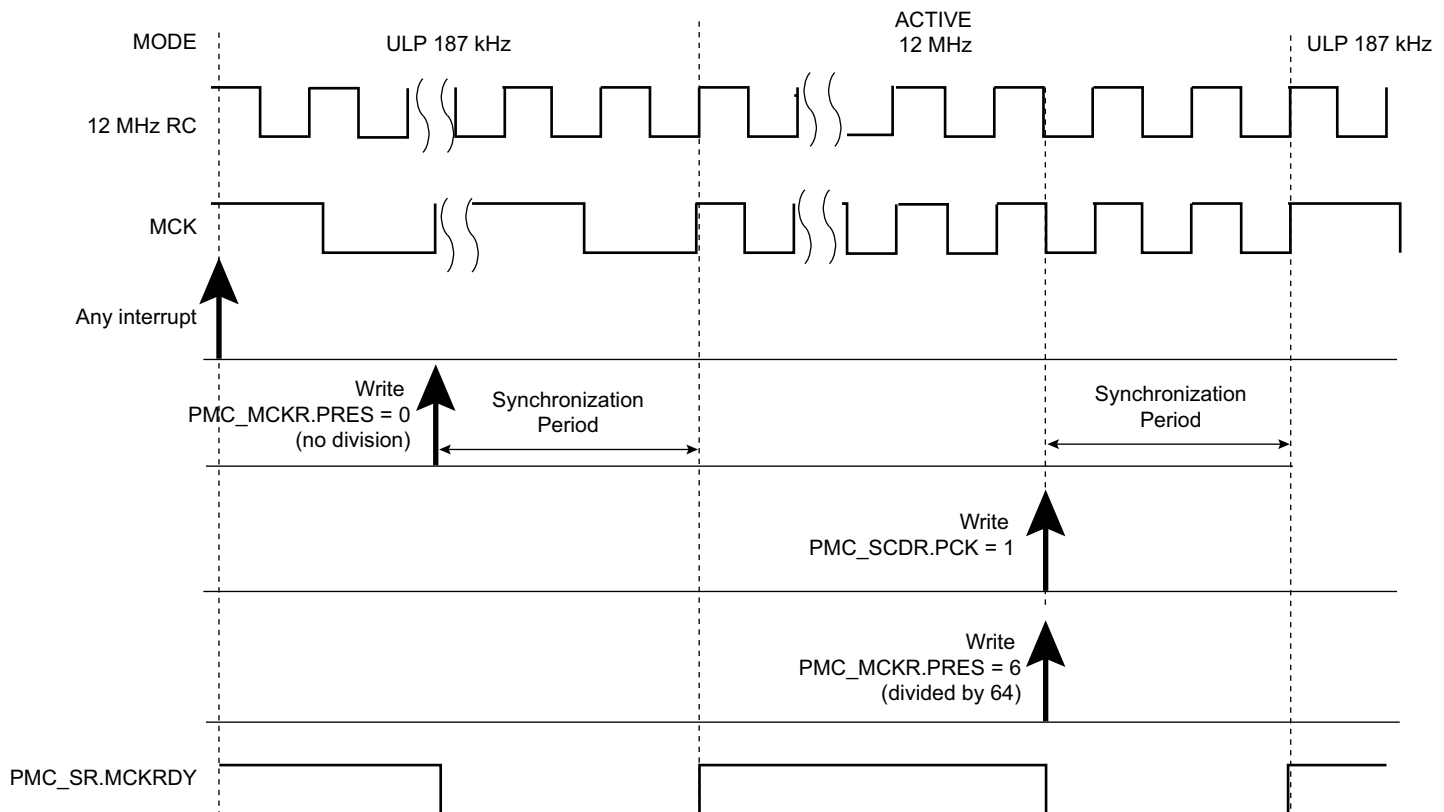 ACTIVE
MODE
ULP 187 kHz
12 MHz
ULP 187 kHz
12 MHz RC
MCK
Any interrupt
Write
PMC_MCKR.PRES = 0
(no division)
Synchronization
Period
Synchronization
Period
Write
PMC_SCDR.PCK = 1
Write
PMC_MCKR.PRES = 6
(divided by 64)
PMC_SR.MCKRDY